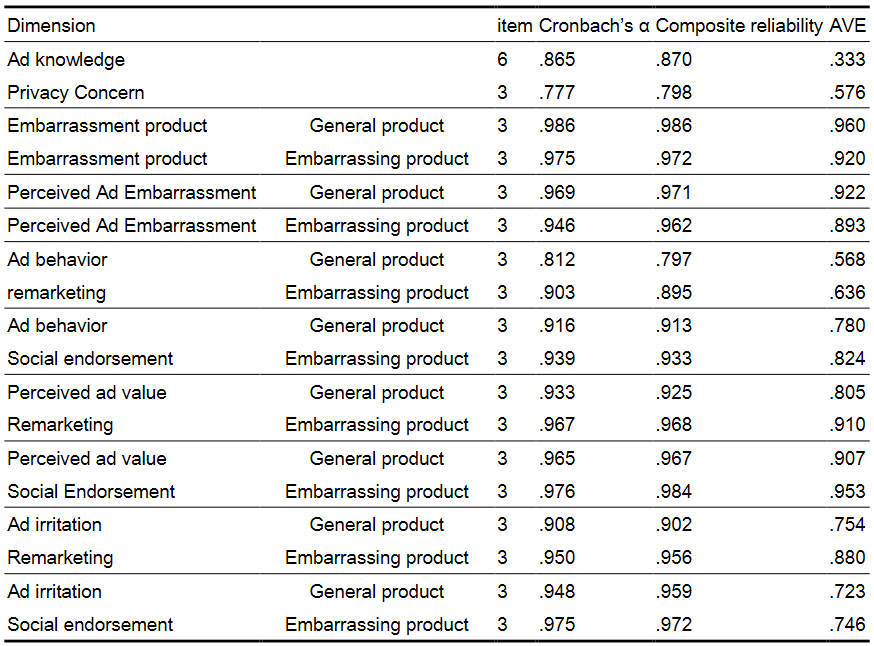 Dimension item Cronbach’s α Composite reliability AVE
Ad knowledge 6 .865 .870 .333
Privacy Concern 3 .777 .798 .576
Embarrassment product General product 3 .986 .986 .960
Embarrassment product Embarrassing product 3 .975 .972 .920
Perceived Ad Embarrassment General product 3 .969 .971 .922
Perceived Ad Embarrassment Embarrassing product 3 .946 .962 .893
Ad behavior General product 3 .812 .797 .568
remarketing Embarrassing product 3 .903 .895 .636
Ad behavior General product 3 .916 .913 .780
Social endorsement Embarrassing product 3 .939 .933 .824
Perceived ad value General product 3 .933 .925 .805
Remarketing Embarrassing product 3 .967 .968 .910
Perceived ad value General product 3 .965 .967 .907
Social Endorsement Embarrassing product 3 .976 .984 .953
Ad irritation General product 3 .908 .902 .754
Remarketing Embarrassing product 3 .950 .956 .880
Ad irritation General product 3 .948 .959 .723
Social endorsement Embarrassing product 3 .975 .972 .746